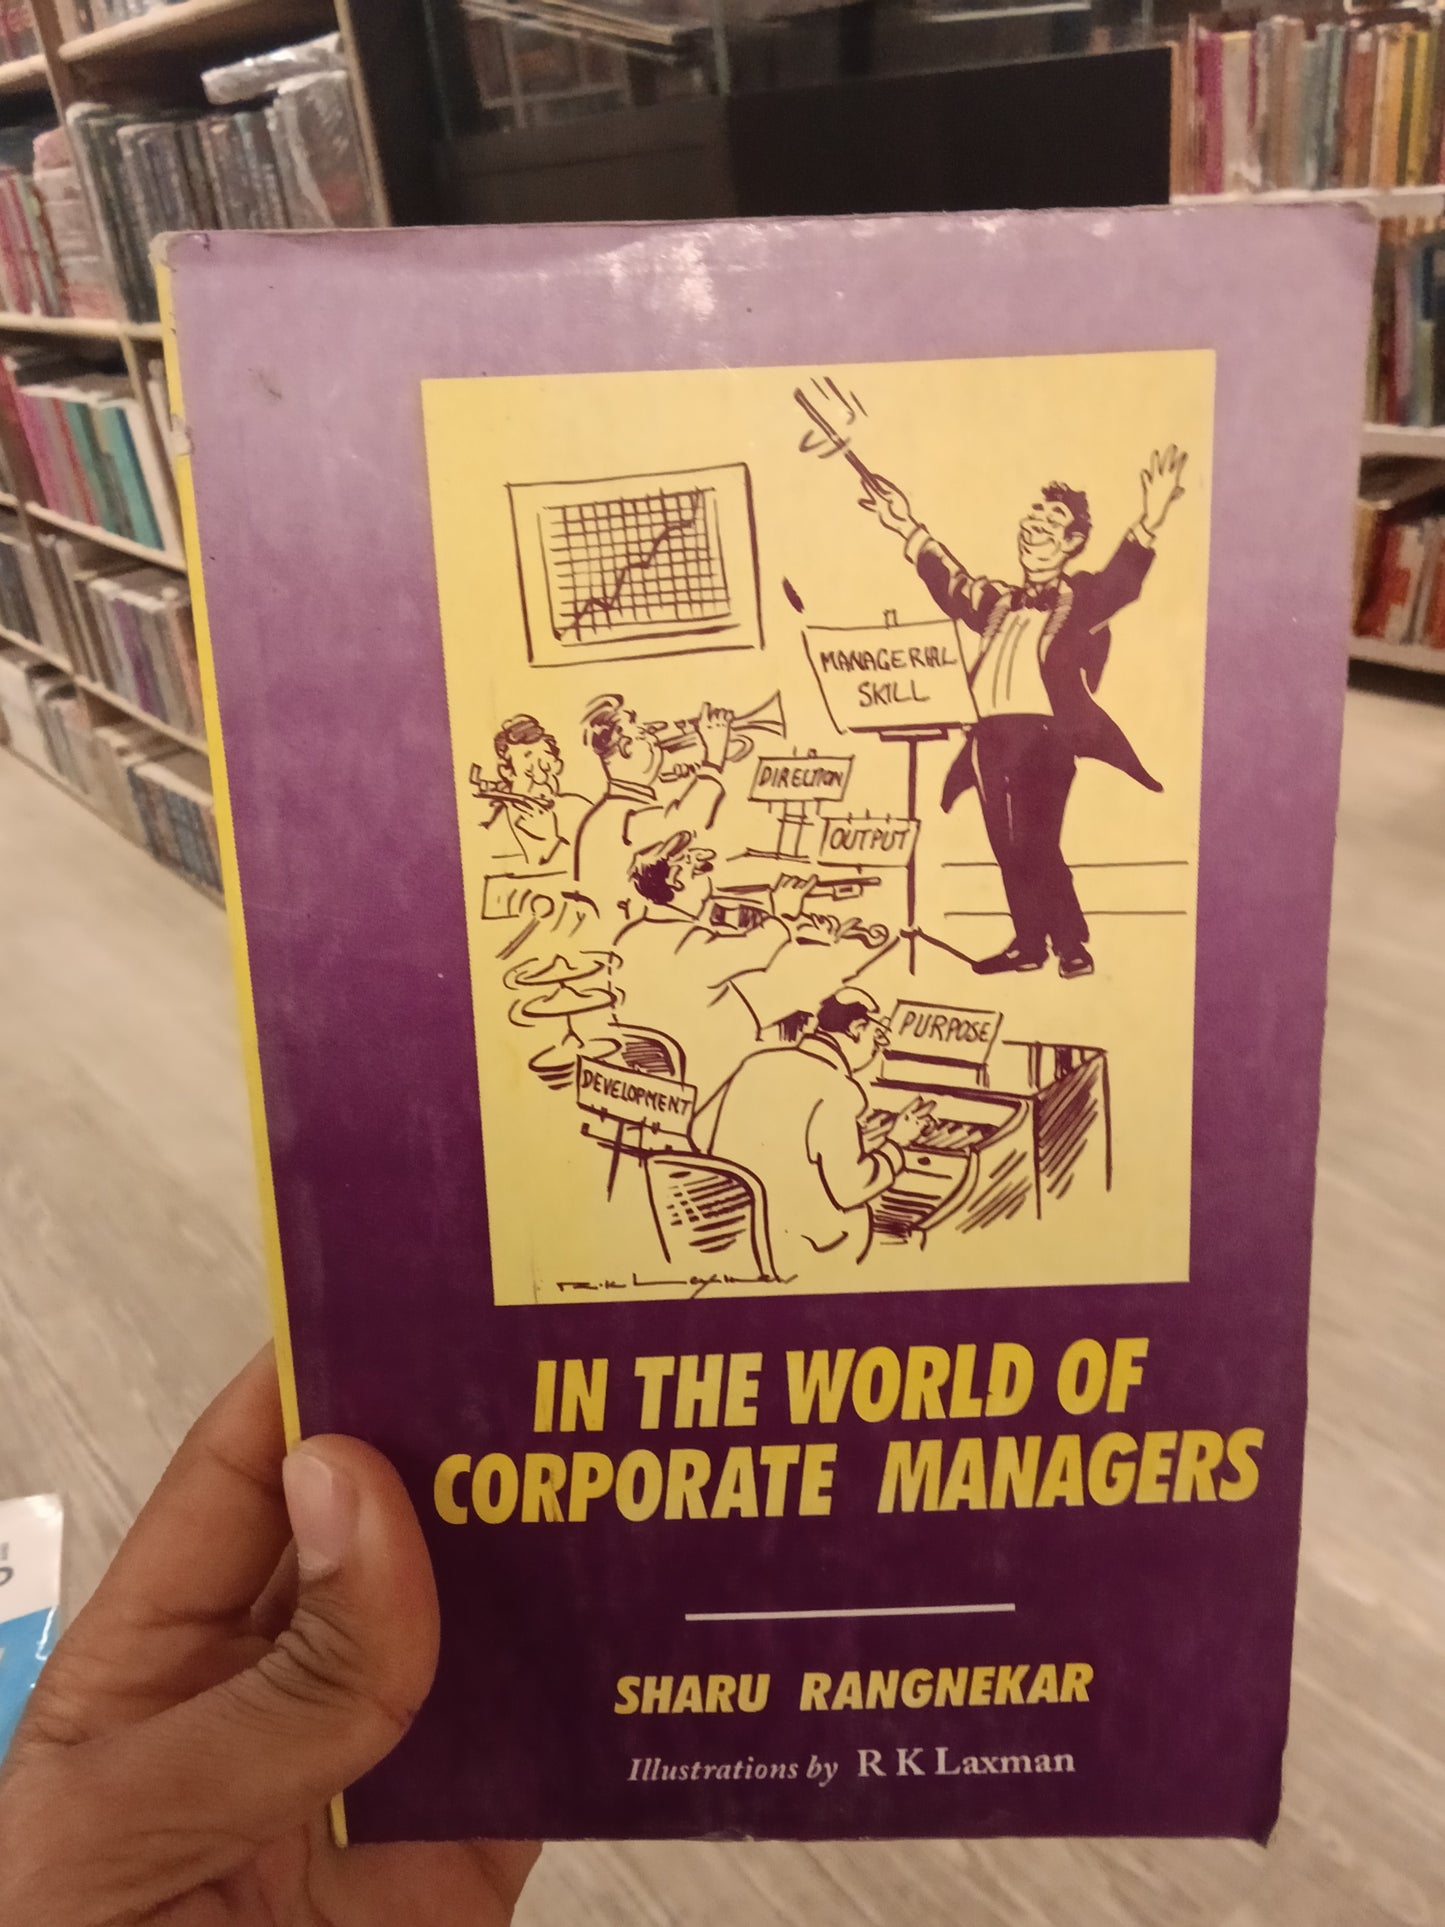 MANAGERIAL
SKILL
DIRECTION
OUTPUT
PURPOSE
DEVELOPMENT
R.K. Laxman
IN THE WORLD OF
CORPORATE MANAGERS
SHARU RANGNEKAR
Illustrations by R K Laxman